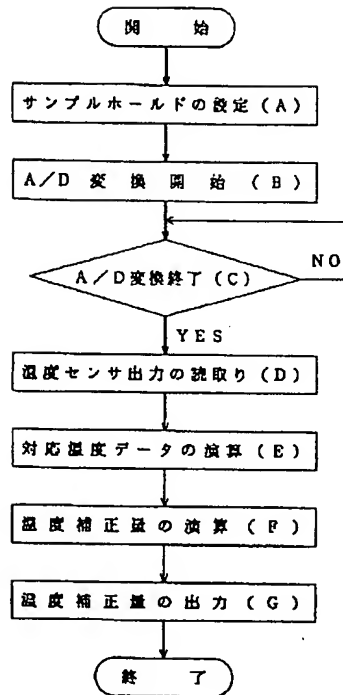 開始
サンプルホールドの設定(A)
A/D変換開始(B)
A/D変換終了(C)
NO
YES
温度センサ出力の読取り(D)
対応温度データの演算(E)
温度補正量の演算(F)
温度補正量の出力(G)
終了